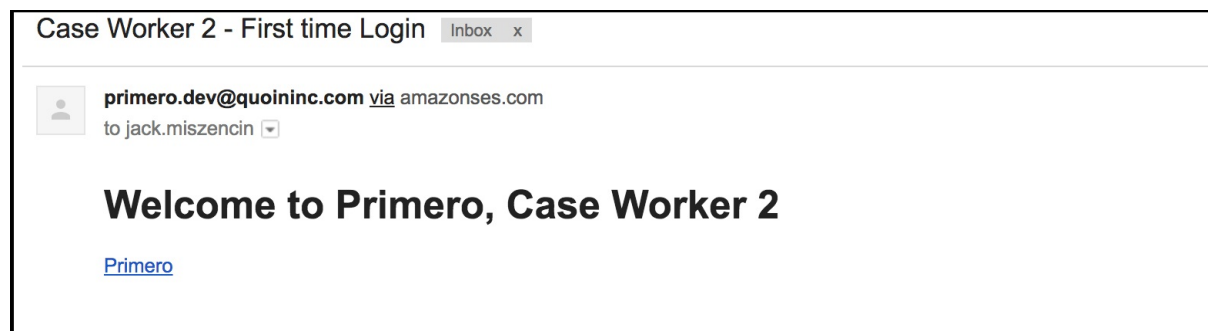 Case Worker 2 - First time Login Inbox x
primero.dev@quoininc.com via amazonses.com
to jack.miszencin
Welcome to Primero, Case Worker 2
Primero